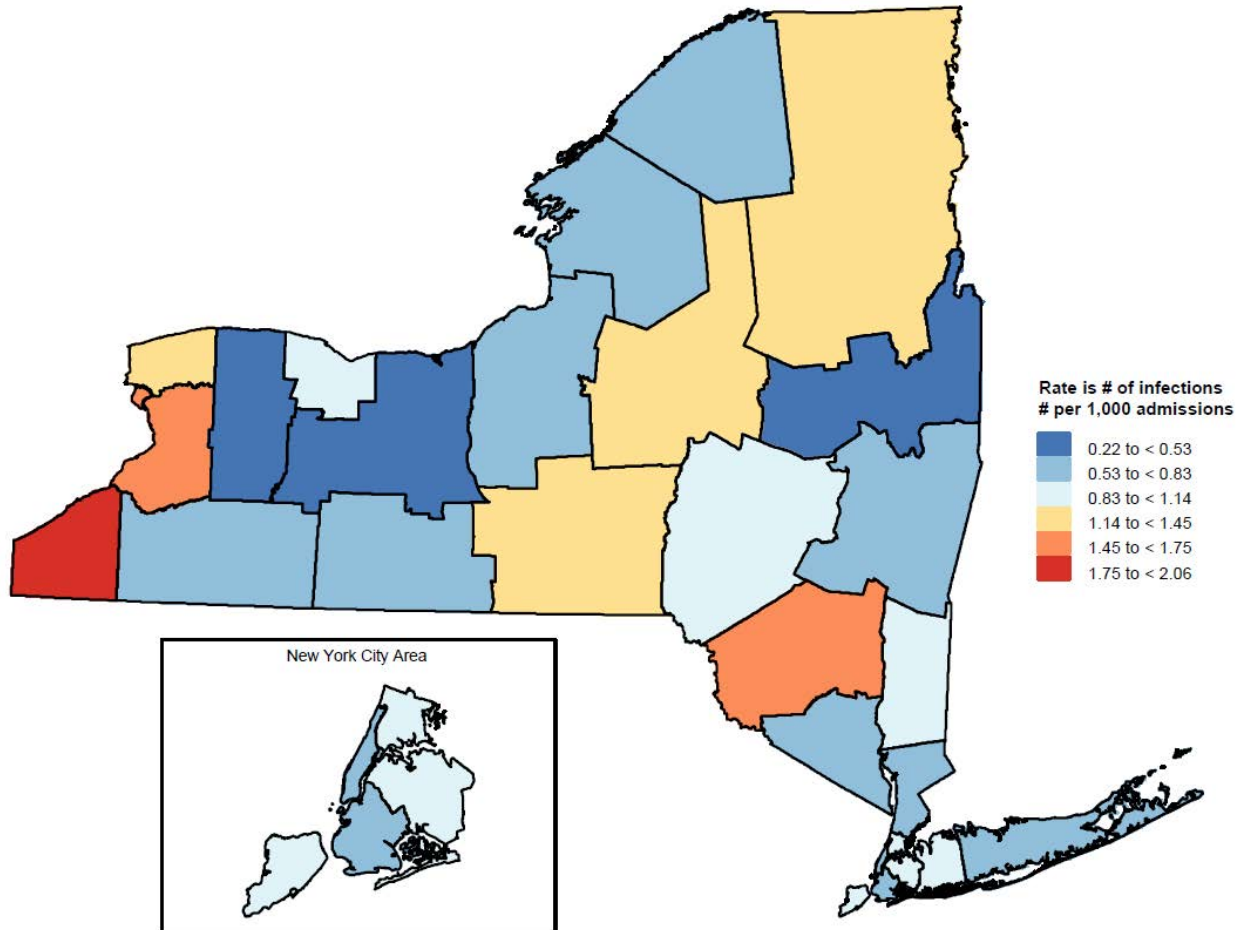 Rate is # of infections
# per 1,000 admissions
0.22 to < 0.53
0.53 to < 0.83
0.83 to < 1.14
1.14 to < 1.45
1.45 to < 1.75
1.75 to < 2.06
New York City Area